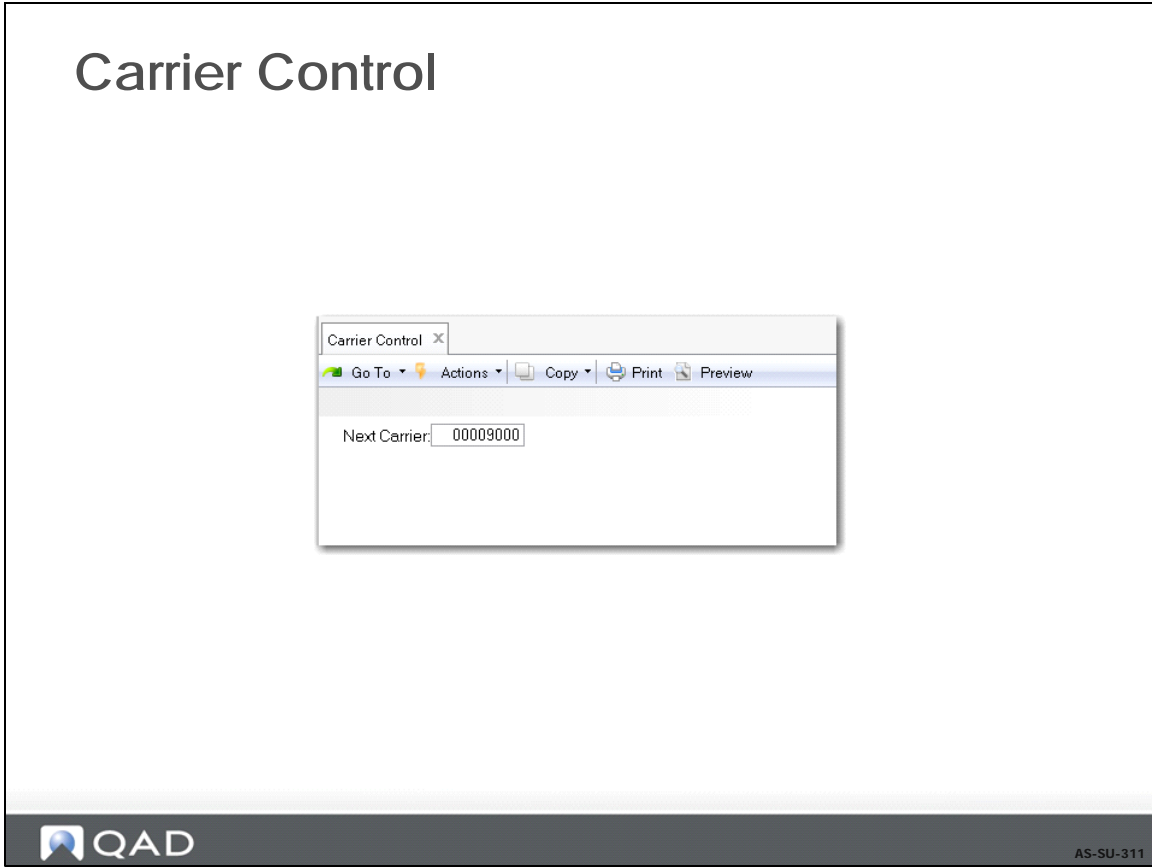 Carrier Control
Carrier Control
Go To Actions Copy Print Preview
Next Carrier: 00009000
QAD
AS-SU-311